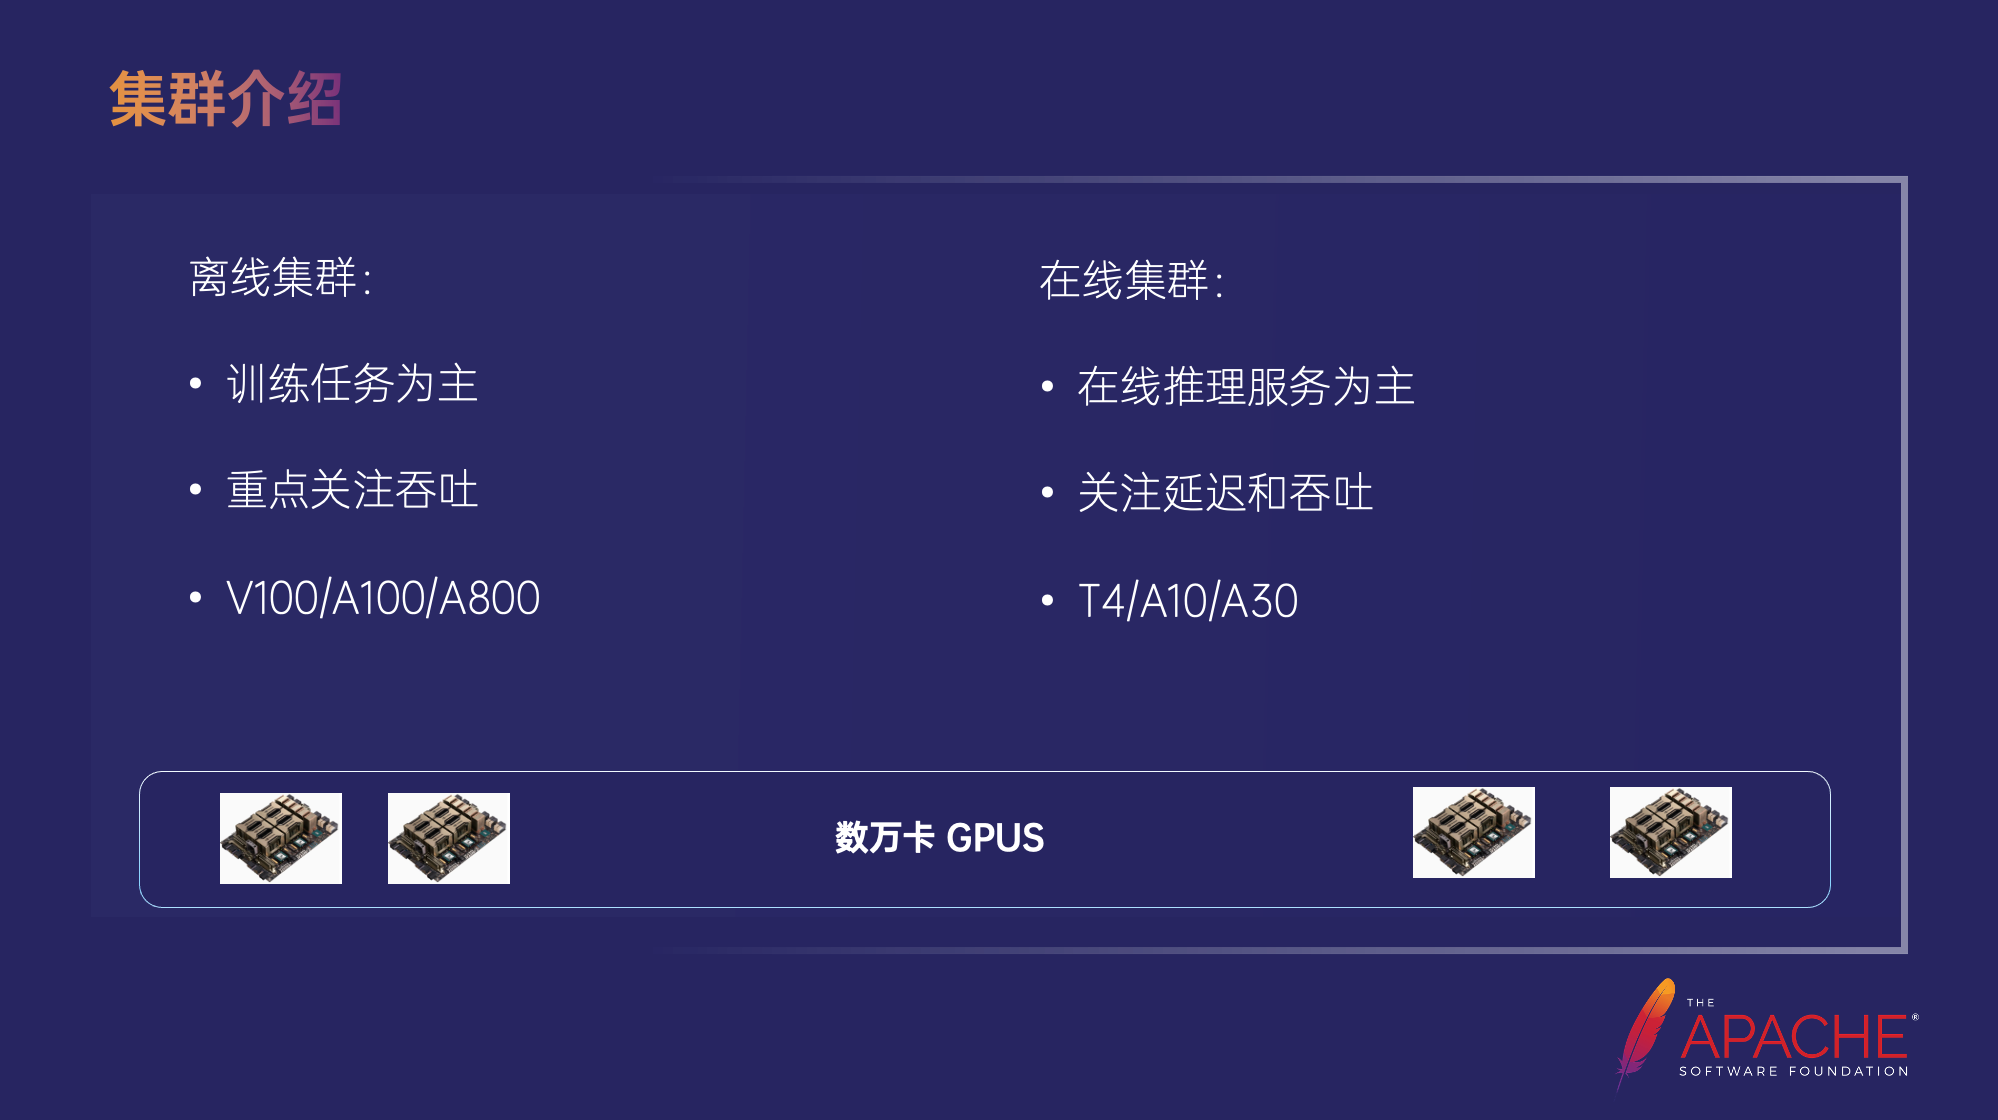 集群介绍
离线集群：
• 训练任务为主
• 重点关注吞吐
• V100/A100/A800
在线集群：
• 在线推理服务为主
• 关注延迟和吞吐
• T4/A10/A30
数万卡 GPUS
THE
APACHE®
SOFTWARE FOUNDATION